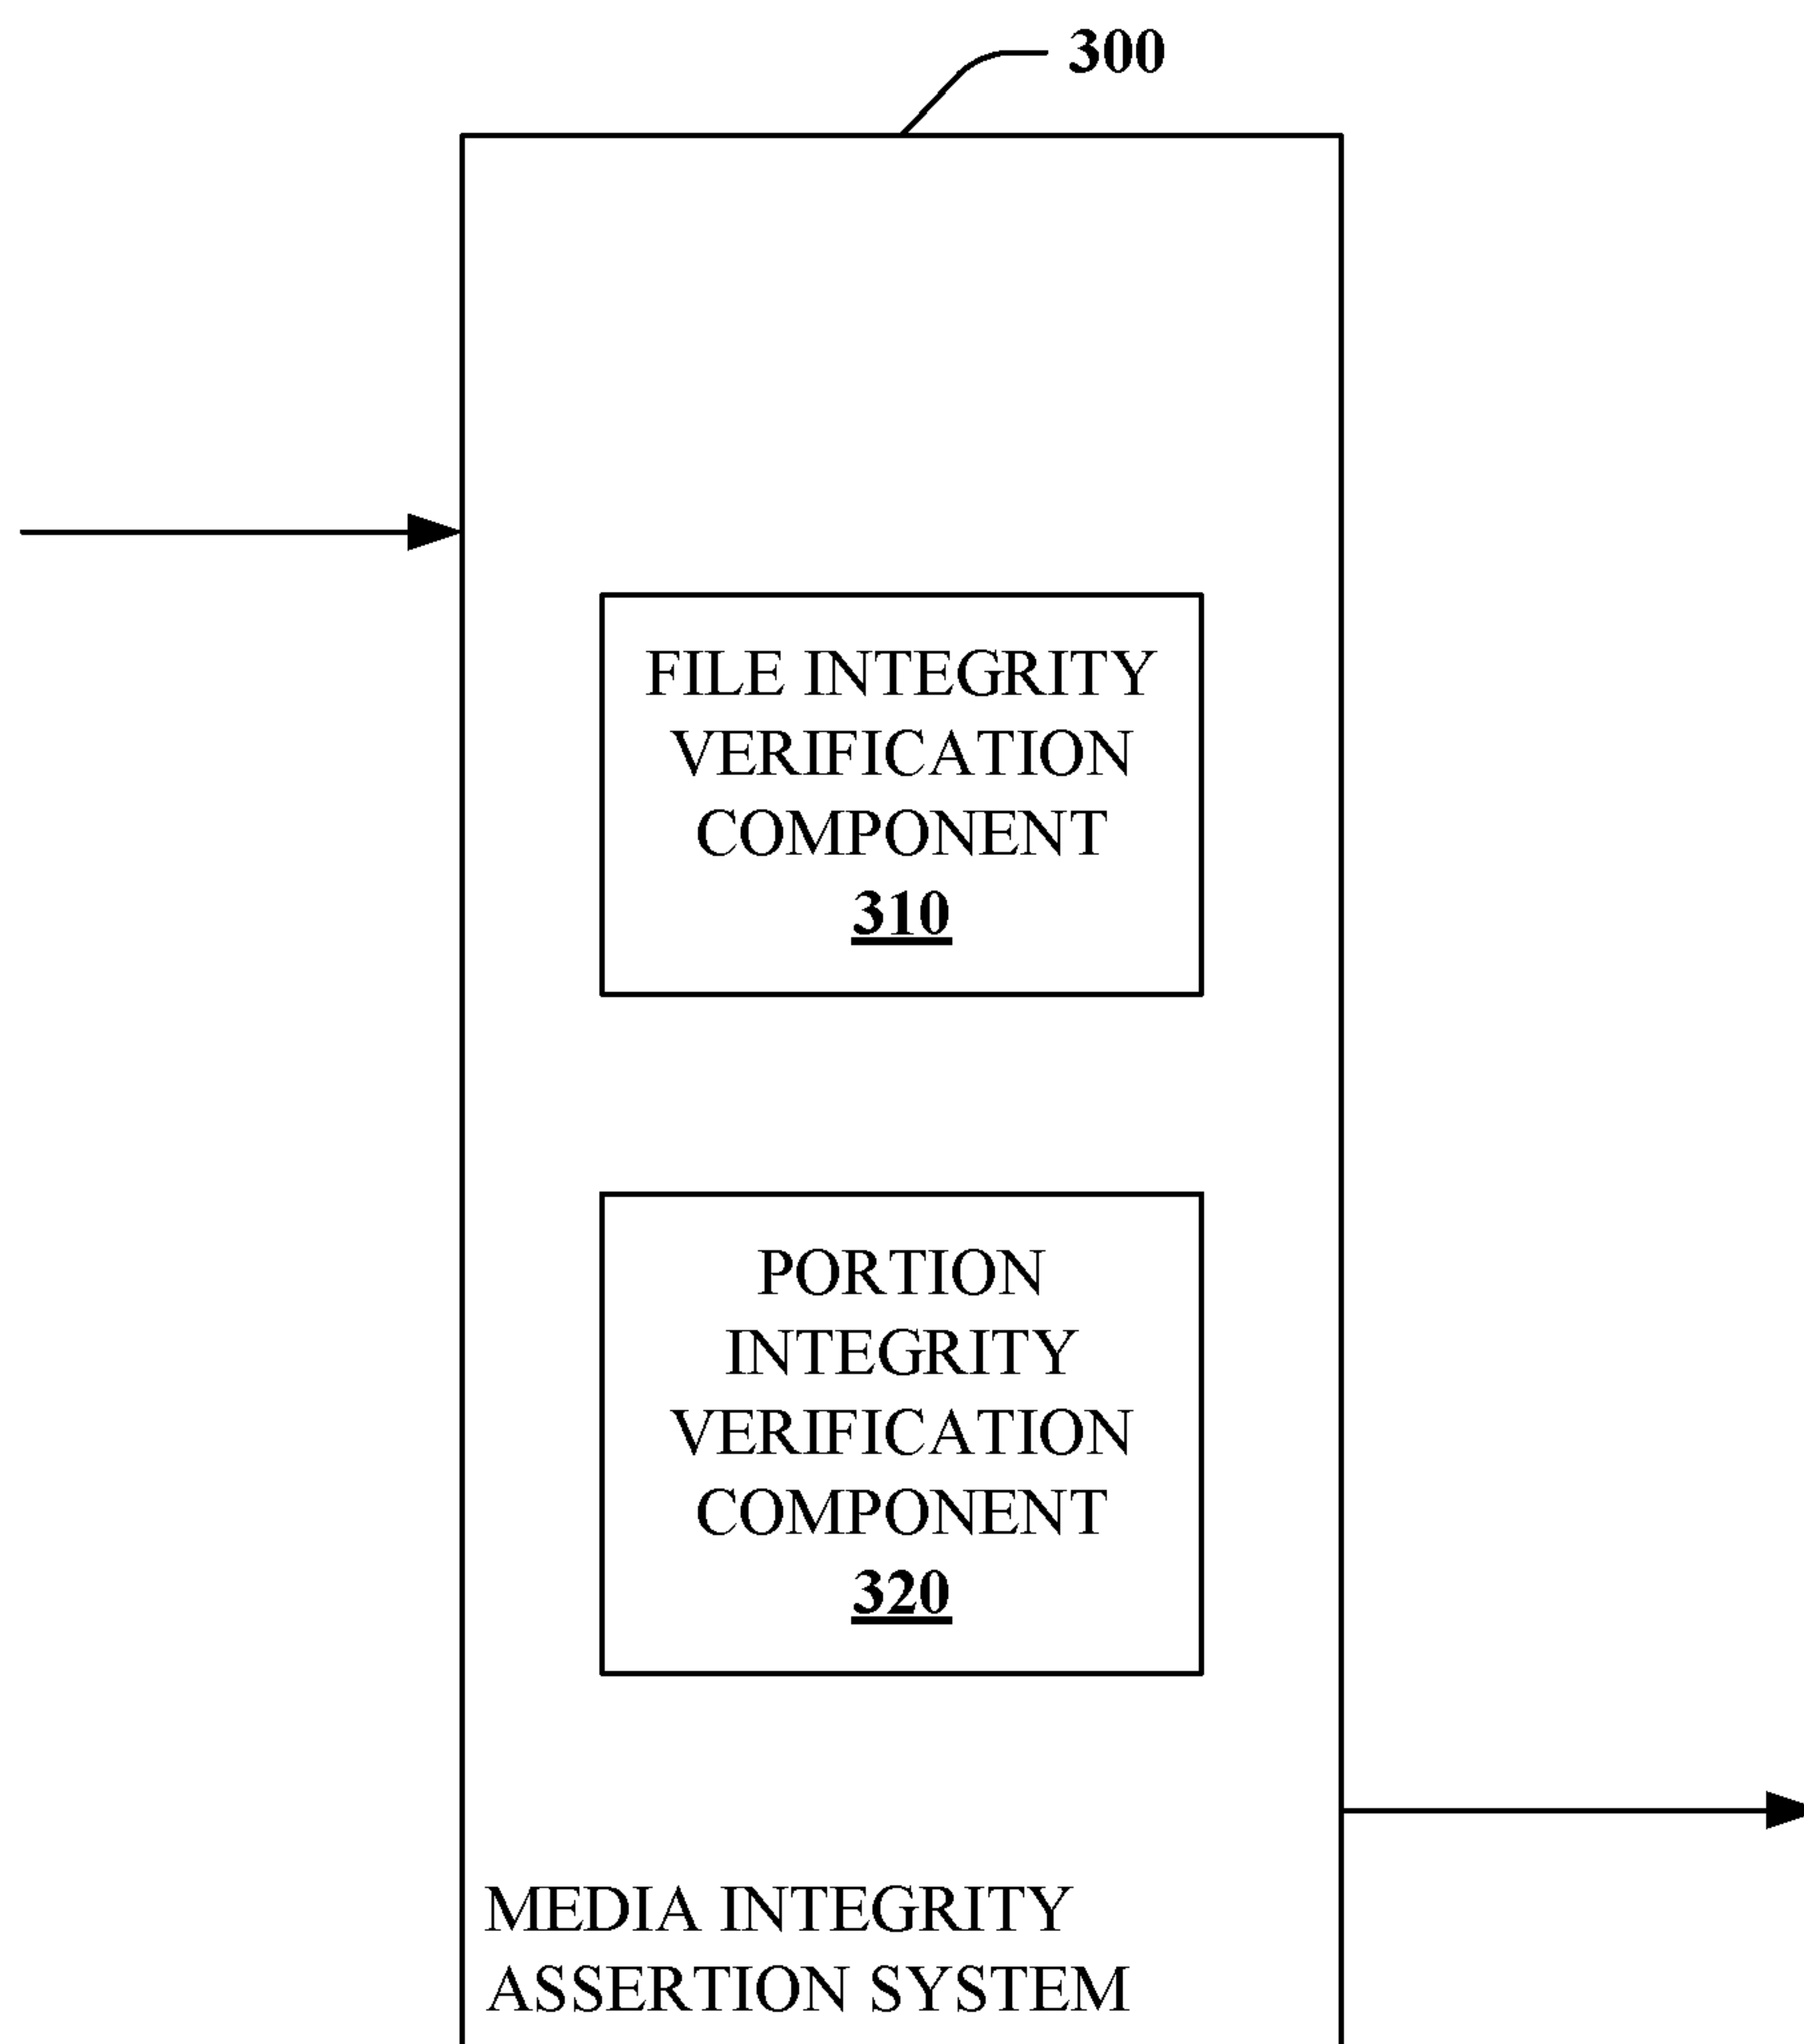 300
FILE INTEGRITY
VERIFICATION
COMPONENT
310
PORTION
INTEGRITY
VERIFICATION
COMPONENT
320
MEDIA INTEGRITY
ASSERTION SYSTEM